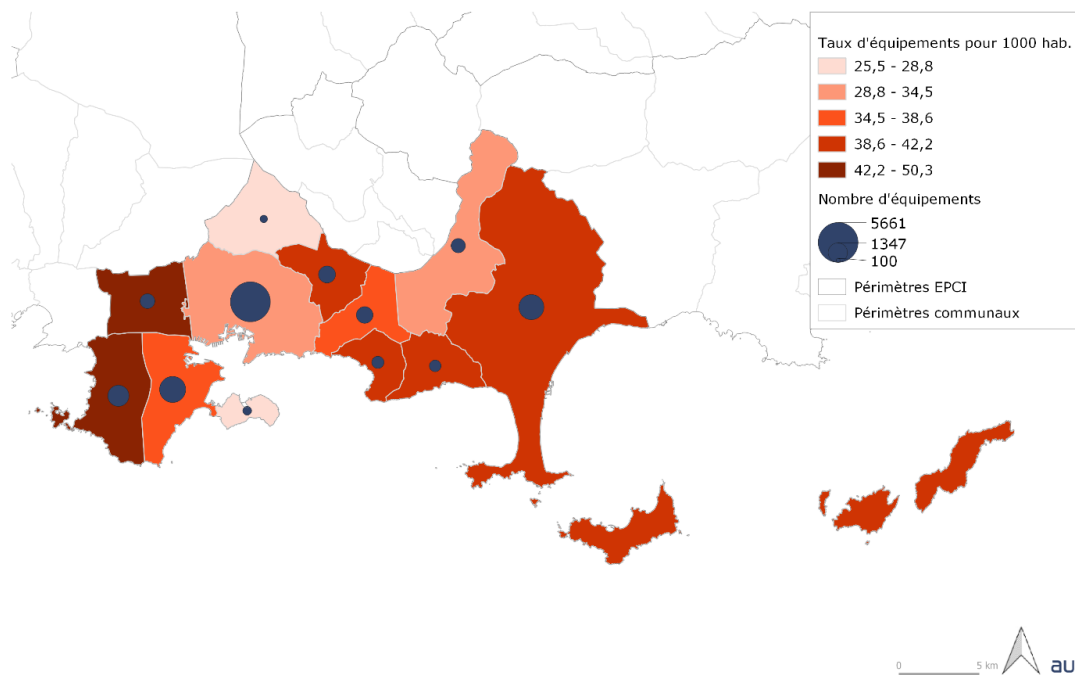 Taux d'équipements pour 1000 hab.
25,5 - 28,8
28,8 - 34,5
34,5 - 38,6
38,6 - 42,2
42,2 - 50,3
Nombre d'équipements
5661
1347
100
Périmètres EPCI
Périmètres communaux
0 5 km
au